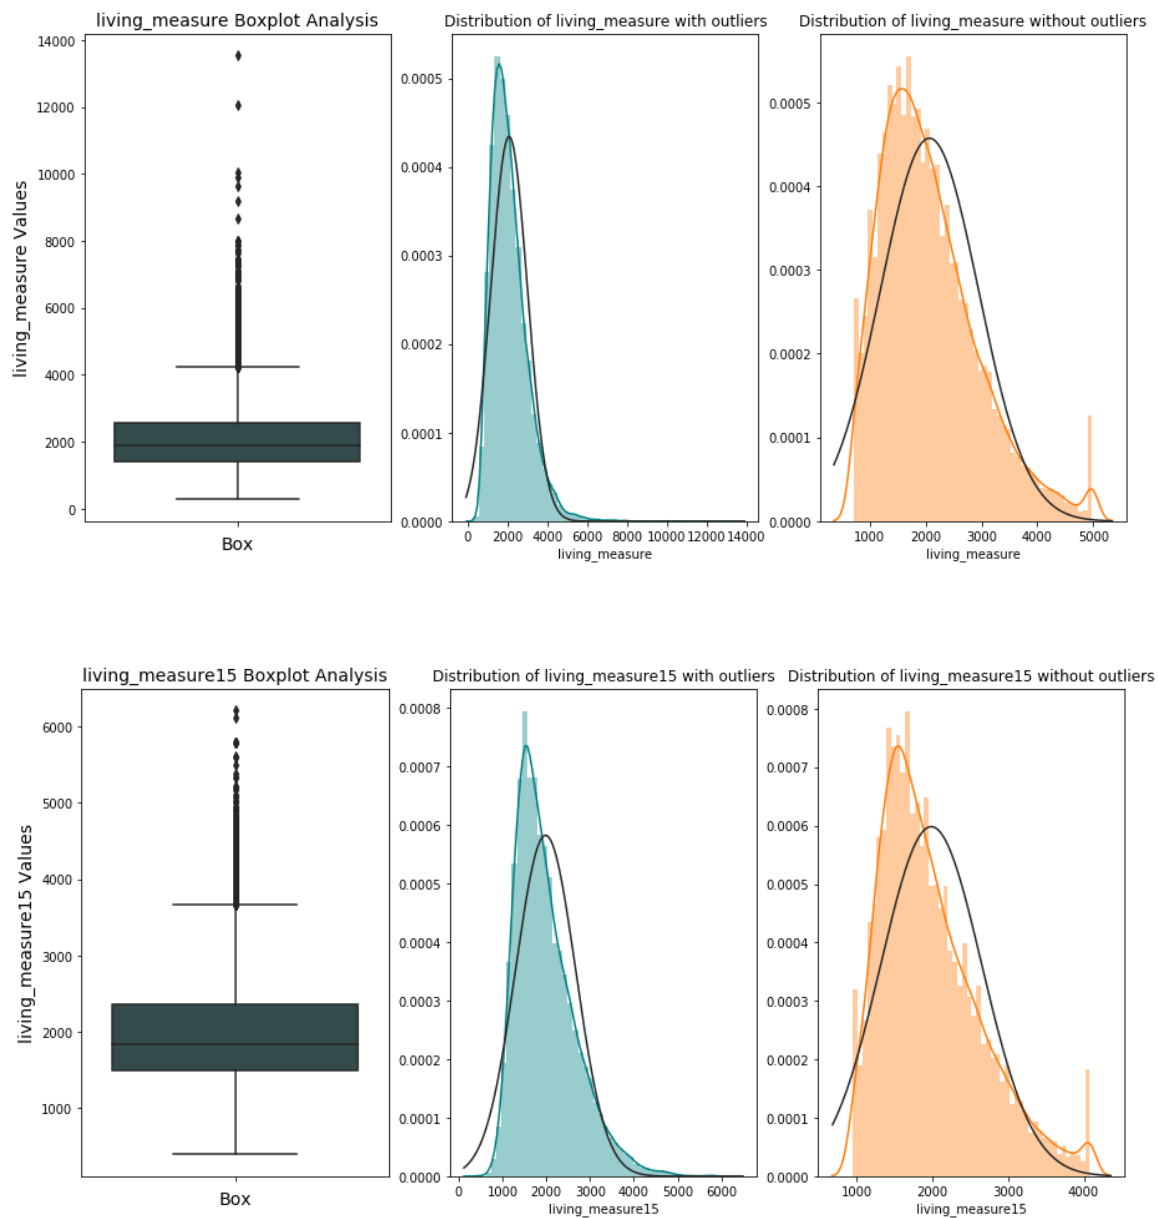 living_measure Boxplot Analysis
14000
12000
10000
8000
6000
4000
2000
0
living_measure Values
Box
Distribution of living_measure with outliers
0.0005
0.0004
0.0003
0.0002
0.0001
0.0000
0 2000 4000 6000 8000 10000 12000 14000
living_measure
Distribution of living_measure without outliers
0.0005
0.0004
0.0003
0.0002
0.0001
0.0000
1000 2000 3000 4000 5000
living_measure
living_measure15 Boxplot Analysis
6000
5000
4000
3000
2000
1000
living_measure15 Values
Box
Distribution of living_measure15 with outliers
0.0008
0.0007
0.0006
0.0005
0.0004
0.0003
0.0002
0.0001
0.0000
0 1000 2000 3000 4000 5000 6000
living_measure15
Distribution of living_measure15 without outliers
0.0008
0.0007
0.0006
0.0005
0.0004
0.0003
0.0002
0.0001
0.0000
1000 2000 3000 4000
living_measure15